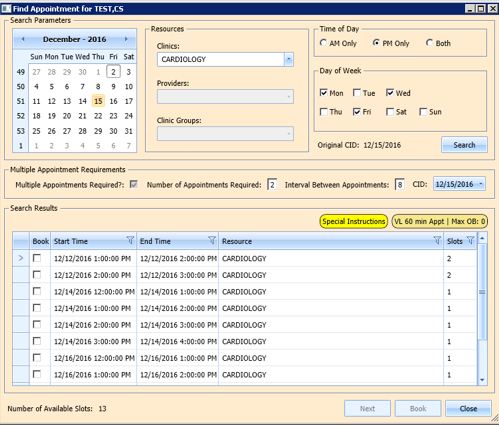 Find Appointment for TEST,CS
Search Parameters
December - 2016
Sun Mon Tue Wed Thu Fri Sat
49 27 28 29 30 1 2 3
50 4 5 6 7 8 9 10
51 11 12 13 14 15 16 17
52 18 19 20 21 22 23 24
53 25 26 27 28 29 30 31
1 1 2 3 4 5 6 7
Resources
Clinics:
CARDIOLOGY
Providers:
Clinic Groups:
Time of Day
AM Only PM Only Both
Day of Week
Mon Tue Wed
Thu Fri Sat Sun
Original CID: 12/15/2016 Search
Multiple Appointment Requirements
Multiple Appointments Required?: Number of Appointments Required: 2 Interval Between Appointments: 8 CID: 12/15/2016
Search Results
Special Instructions VL 60 min Appt | Max OB: 0
Book Start Time End Time Resource Slots
12/12/2016 1:00:00 PM 12/12/2016 2:00:00 PM CARDIOLOGY 2
12/12/2016 2:00:00 PM 12/12/2016 3:00:00 PM CARDIOLOGY 2
12/14/2016 12:00:00 PM 12/14/2016 1:00:00 PM CARDIOLOGY 1
12/14/2016 1:00:00 PM 12/14/2016 2:00:00 PM CARDIOLOGY 1
12/14/2016 2:00:00 PM 12/14/2016 3:00:00 PM CARDIOLOGY 1
12/14/2016 3:00:00 PM 12/14/2016 4:00:00 PM CARDIOLOGY 1
12/16/2016 12:00:00 PM 12/16/2016 1:00:00 PM CARDIOLOGY 1
12/16/2016 1:00:00 PM 12/16/2016 2:00:00 PM CARDIOLOGY 1
Number of Available Slots: 13 Next Book Close